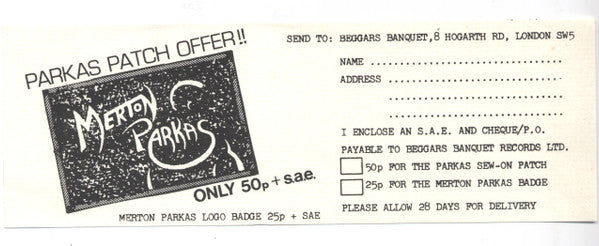 PARKAS PATCH OFFER!!
MERTON
PARKAS
ONLY 50p + s.a.e.
MERTON PARKAS LOGO BADGE 25p + SAE
SEND TO: BEGGARS BANQUET,8 HOGARTH RD, LONDON SW5
NAME ................................
ADDRESS .............................
.............................
.............................
I ENCLOSE AN S.A.E. AND CHEQUE/P.O.
PAYABLE TO BEGGARS BANQUET RECORDS LTD.
50p FOR THE PARKAS SEW-ON PATCH
25p FOR THE MERTON PARKAS BADGE
PLEASE ALLOW 28 DAYS FOR DELIVERY